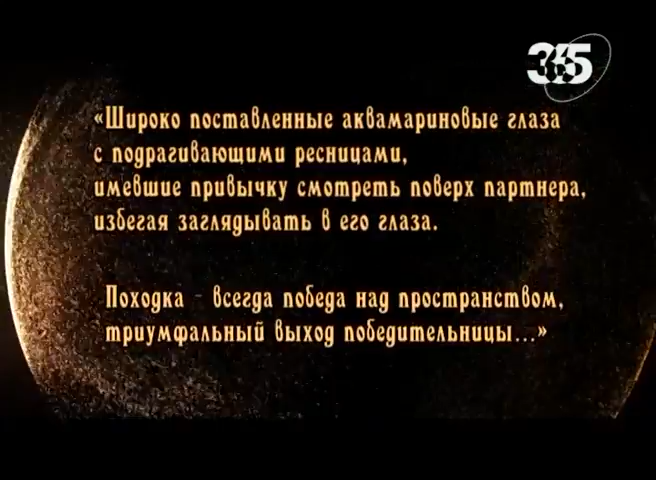 365
«Широко поставленные аквамариновые глаза
с подрагивающими ресницами,
имевшие привычку смотреть поверх партнера,
избегая заглядывать в его глаза.
Походка - всегда победа над пространством,
триумфальный выход победительницы...»